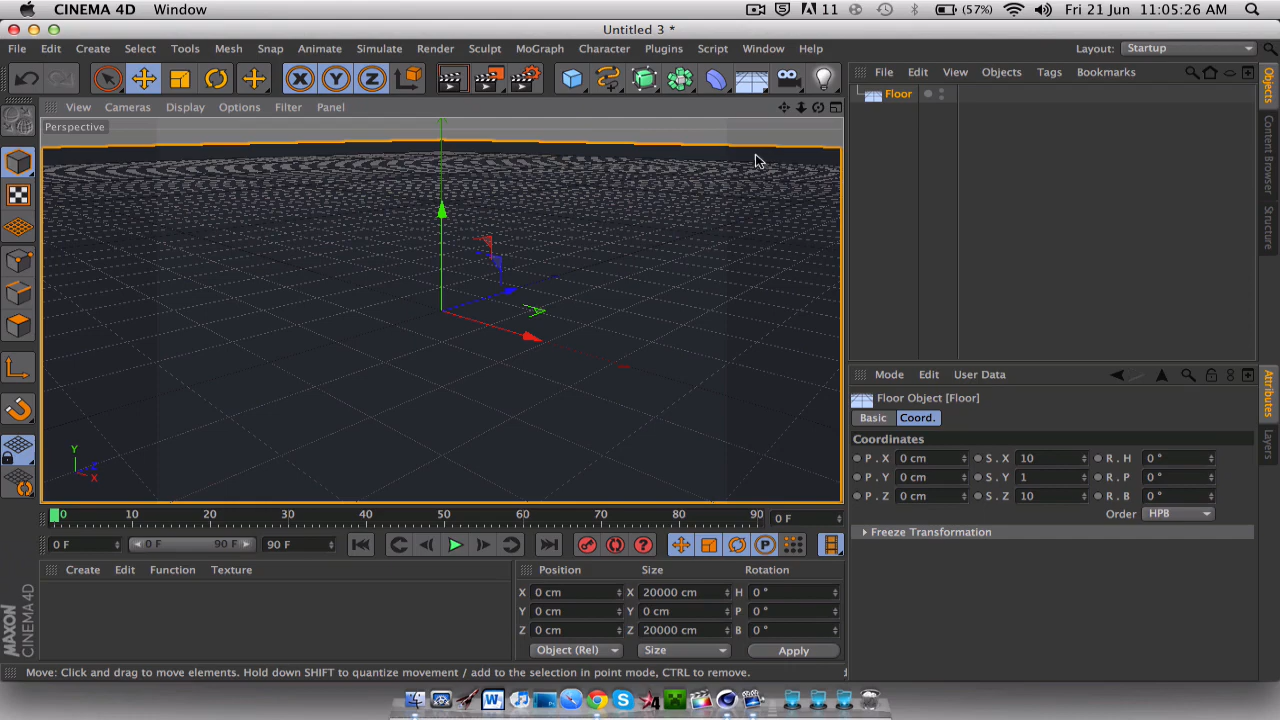 CINEMA 4D Window 11 (57%) Fri 21 Jun 11:05:26 AM
Untitled 3 *
File Edit Create Select Tools Mesh Snap Animate Simulate Render Sculpt MoGraph Character Plugins Script Window Help Layout: Startup
X Y Z
File Edit View Objects Tags Bookmarks
Floor
View Cameras Display Options Filter Panel
Perspective
Y
Z
X
Objects
Content Browser
Structure
Mode Edit User Data
Floor Object [Floor]
Basic Coord.
Coordinates
P . X 0 cm S . X 10 R . H 0 °
P . Y 0 cm S . Y 1 R . P 0 °
P . Z 0 cm S . Z 10 R . B 0 °
Order HPB
Freeze Transformation
Attributes
Layers
0 10 20 30 40 50 60 70 80 90 0 F
0 F 0 F 90 F 90 F P
Create Edit Function Texture
Position Size Rotation
X 0 cm X 20000 cm H 0 °
Y 0 cm Y 0 cm P 0 °
Z 0 cm Z 20000 cm B 0 °
Object (Rel) Size Apply
MAXON
CINEMA 4D
Move: Click and drag to move elements. Hold down SHIFT to quantize movement / add to the selection in point mode, CTRL to remove.
W
S
4